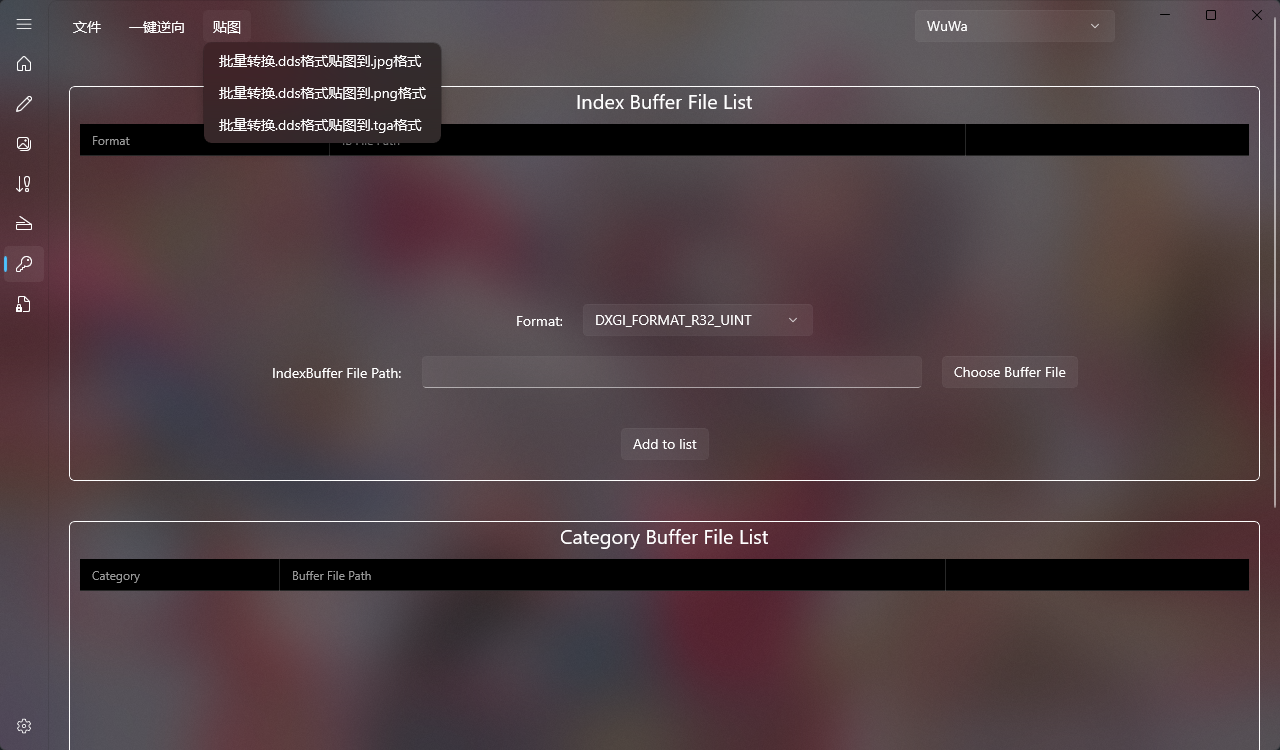 文件 一键逆向 贴图 WuWa
批量转换.dds格式贴图到.jpg格式
批量转换.dds格式贴图到.png格式
批量转换.dds格式贴图到.tga格式
Index Buffer File List
Format IB File Path
Format: DXGI_FORMAT_R32_UINT
IndexBuffer File Path: Choose Buffer File
Add to list
Category Buffer File List
Category Buffer File Path